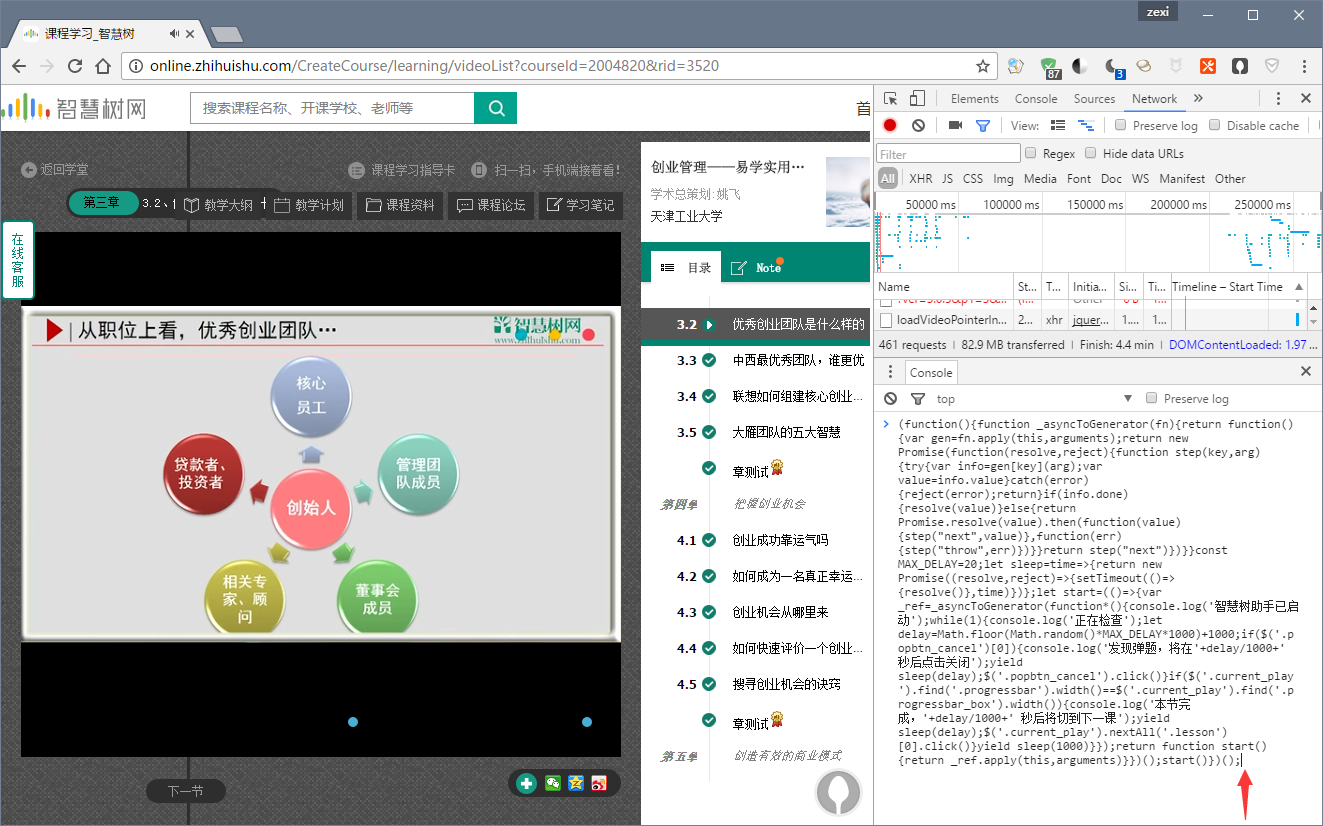 zexi
课程学习_智慧树
online.zhihuishu.com/CreateCourse/learning/videoList?courseId=2004820&rid=3520
87
3
智慧树网
搜索课程名称、开课学校、老师等
首
返回学堂
课程学习指导卡
扫一扫，手机端接着看！
第三章
3.2、1
教学大纲
教学计划
课程资料
课程论坛
学习笔记
在线客服
从职位上看，优秀创业团队…
智慧树网
www.zhihuishu.com
核心
员工
贷款者、
投资者
管理团
队成员
创始人
相关专
家、顾
问
董事会
成员
下一节
创业管理——易学实用…
学术总策划: 姚飞
天津工业大学
目录
Note
3.2 优秀创业团队是什么样的
3.3 中西最优秀团队，谁更优
3.4 联想如何组建核心创业…
3.5 大雁团队的五大智慧
章测试
第四章 把握创业机会
4.1 创业成功靠运气吗
4.2 如何成为一名真正幸运…
4.3 创业机会从哪里来
4.4 如何快速评价一个创业…
4.5 搜寻创业机会的诀窍
章测试
第五章 创造有效的商业模式
Elements Console Sources Network
View: Preserve log Disable cache
Filter Regex Hide data URLs
All XHR JS CSS Img Media Font Doc WS Manifest Other
50000 ms 100000 ms 150000 ms 200000 ms 250000 ms
Name St... T... Initia... Si... Ti... Timeline – Start Time
loadVideoPointerIn... 2... xhr jquer... 1.... 1...
461 requests | 82.9 MB transferred | Finish: 4.4 min | DOMContentLoaded: 1.97 ...
Console
top Preserve log
(function(){function _asyncToGenerator(fn){return function()
{var gen=fn.apply(this,arguments);return new
Promise(function(resolve,reject){function step(key,arg)
{try{var info=gen[key](arg);var
value=info.value}catch(error)
{reject(error);return}if(info.done)
{resolve(value)}else{return
Promise.resolve(value).then(function(value)
{step("next",value)},function(err)
{step("throw",err)})}}return step("next")})}}const
MAX_DELAY=20;let sleep=time=>{return new
Promise((resolve,reject)=>{setTimeout(()=>
{resolve()},time)})};let start=(()=>{var
_ref=_asyncToGenerator(function*(){console.log('智慧树助手已启
动');while(1){console.log('正在检查');let
delay=Math.floor(Math.random()*MAX_DELAY*1000)+1000;if($('.p
opbtn_cancel')[0]){console.log('发现弹题，将在'+delay/1000+'
秒后点击关闭');yield
sleep(delay);$('.popbtn_cancel').click()}if($('.current_play
').find('.progressbar').width()==$('.current_play').find('.p
rogressbar_box').width()){console.log('本节完
成，'+delay/1000+' 秒后将切到下一课');yield
sleep(delay);$('.current_play').nextAll('.lesson')
[0].click()}yield sleep(1000)}});return function start()
{return _ref.apply(this,arguments)}})();start()})();